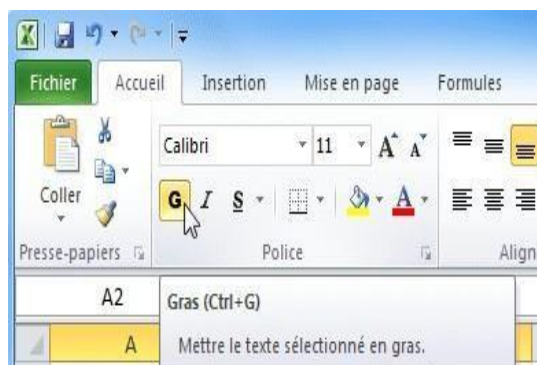 Fichier Accueil Insertion Mise en page Formules
Calibri 11 A A
Coller
G I S A
Presse-papiers Police Align
A2
Gras (Ctrl+G)
A
Mettre le texte sélectionné en gras.